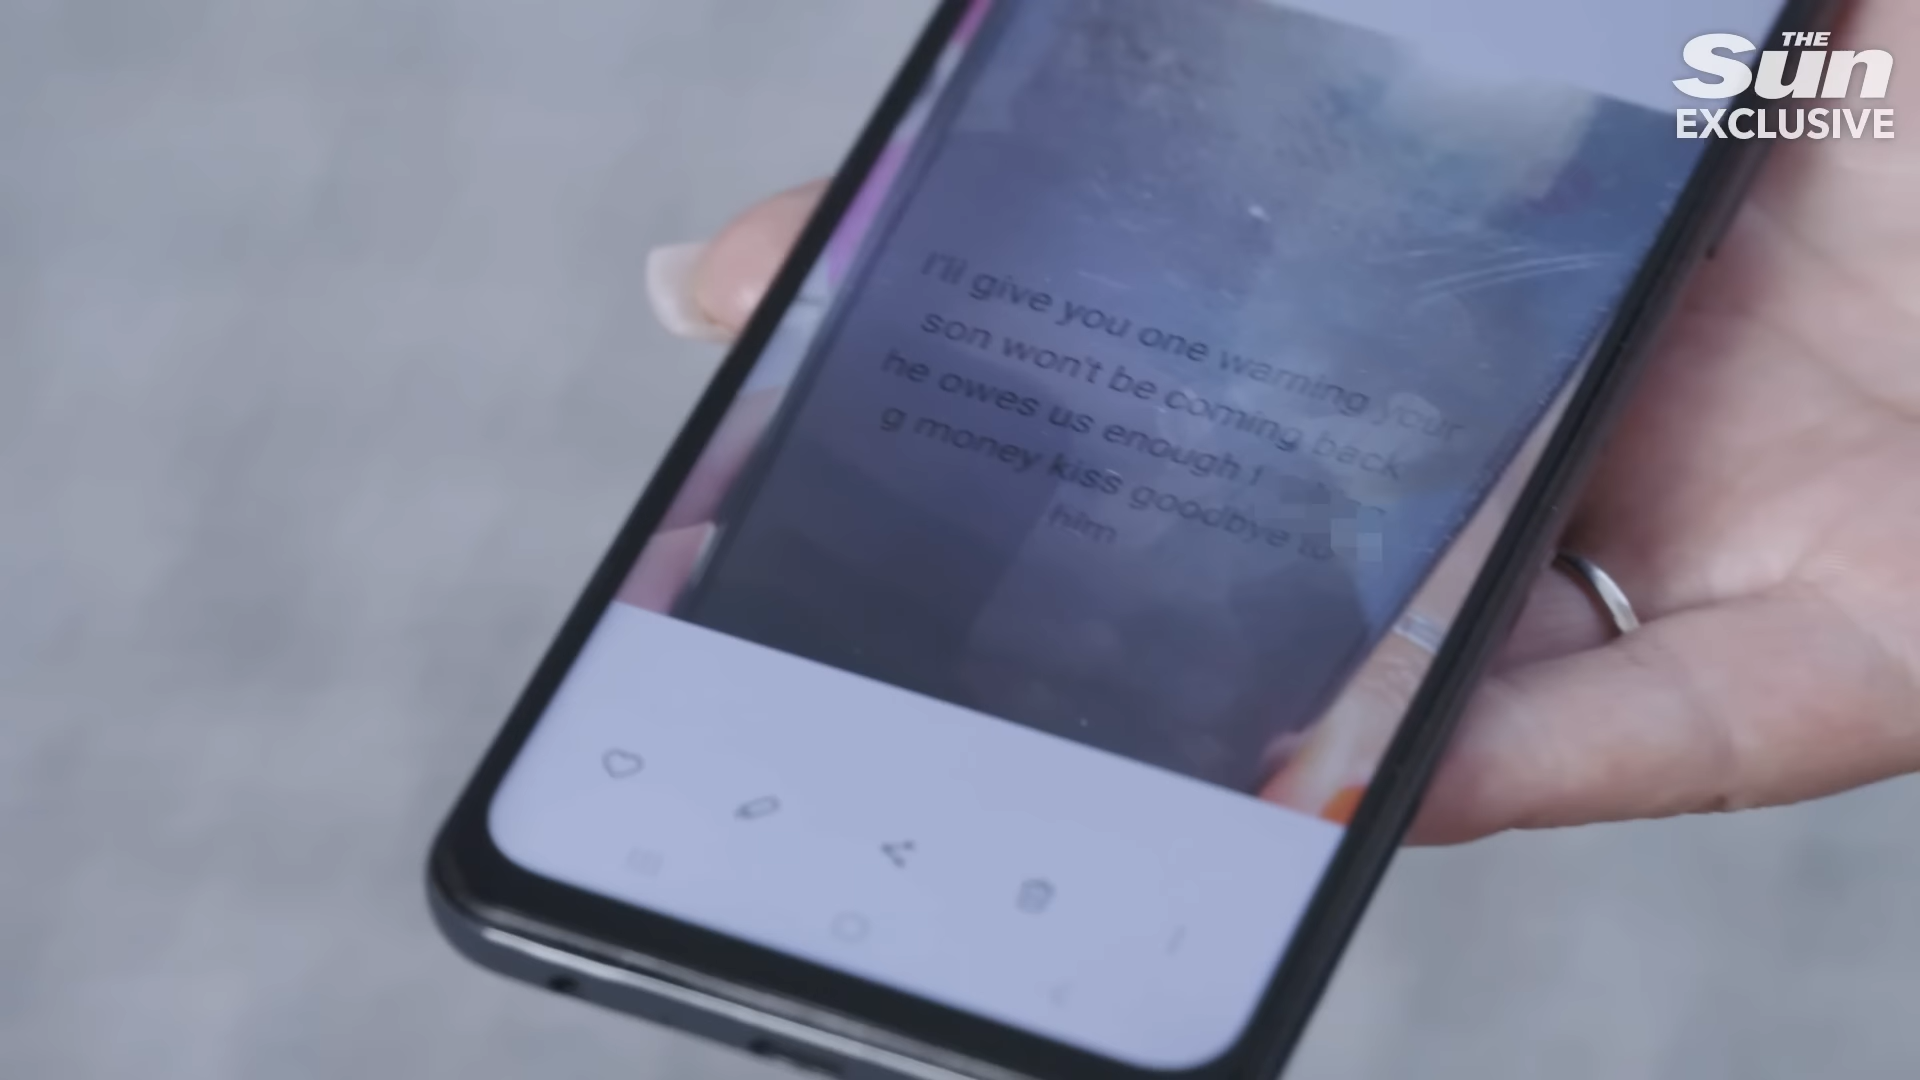 THE
Sun
EXCLUSIVE
I'll give you one warning your
son won't be coming back
he owes us enough f
g money kiss goodbye to
him